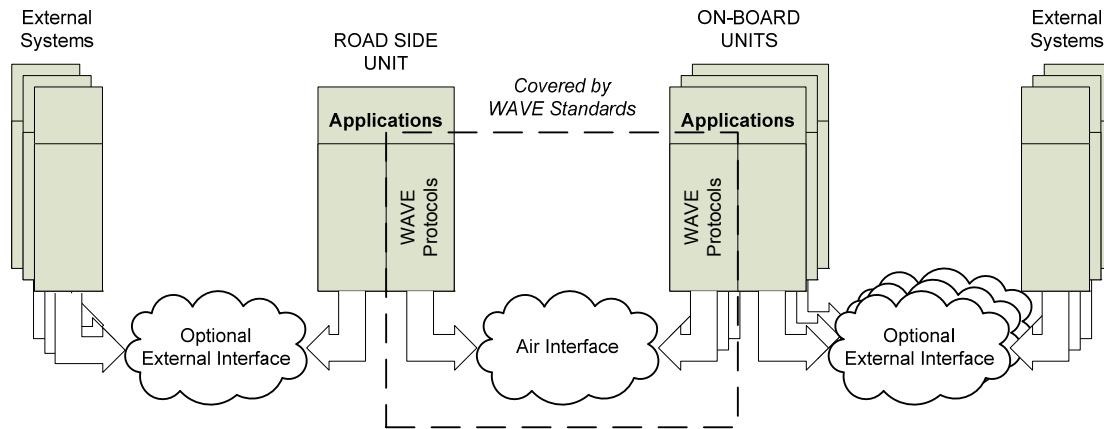 External
Systems
ROAD SIDE
UNIT
ON-BOARD
UNITS
External
Systems
Covered by
WAVE Standards
Applications
Applications
WAVE
Protocols
WAVE
Protocols
Optional
External Interface
Air Interface
Optional
External Interface